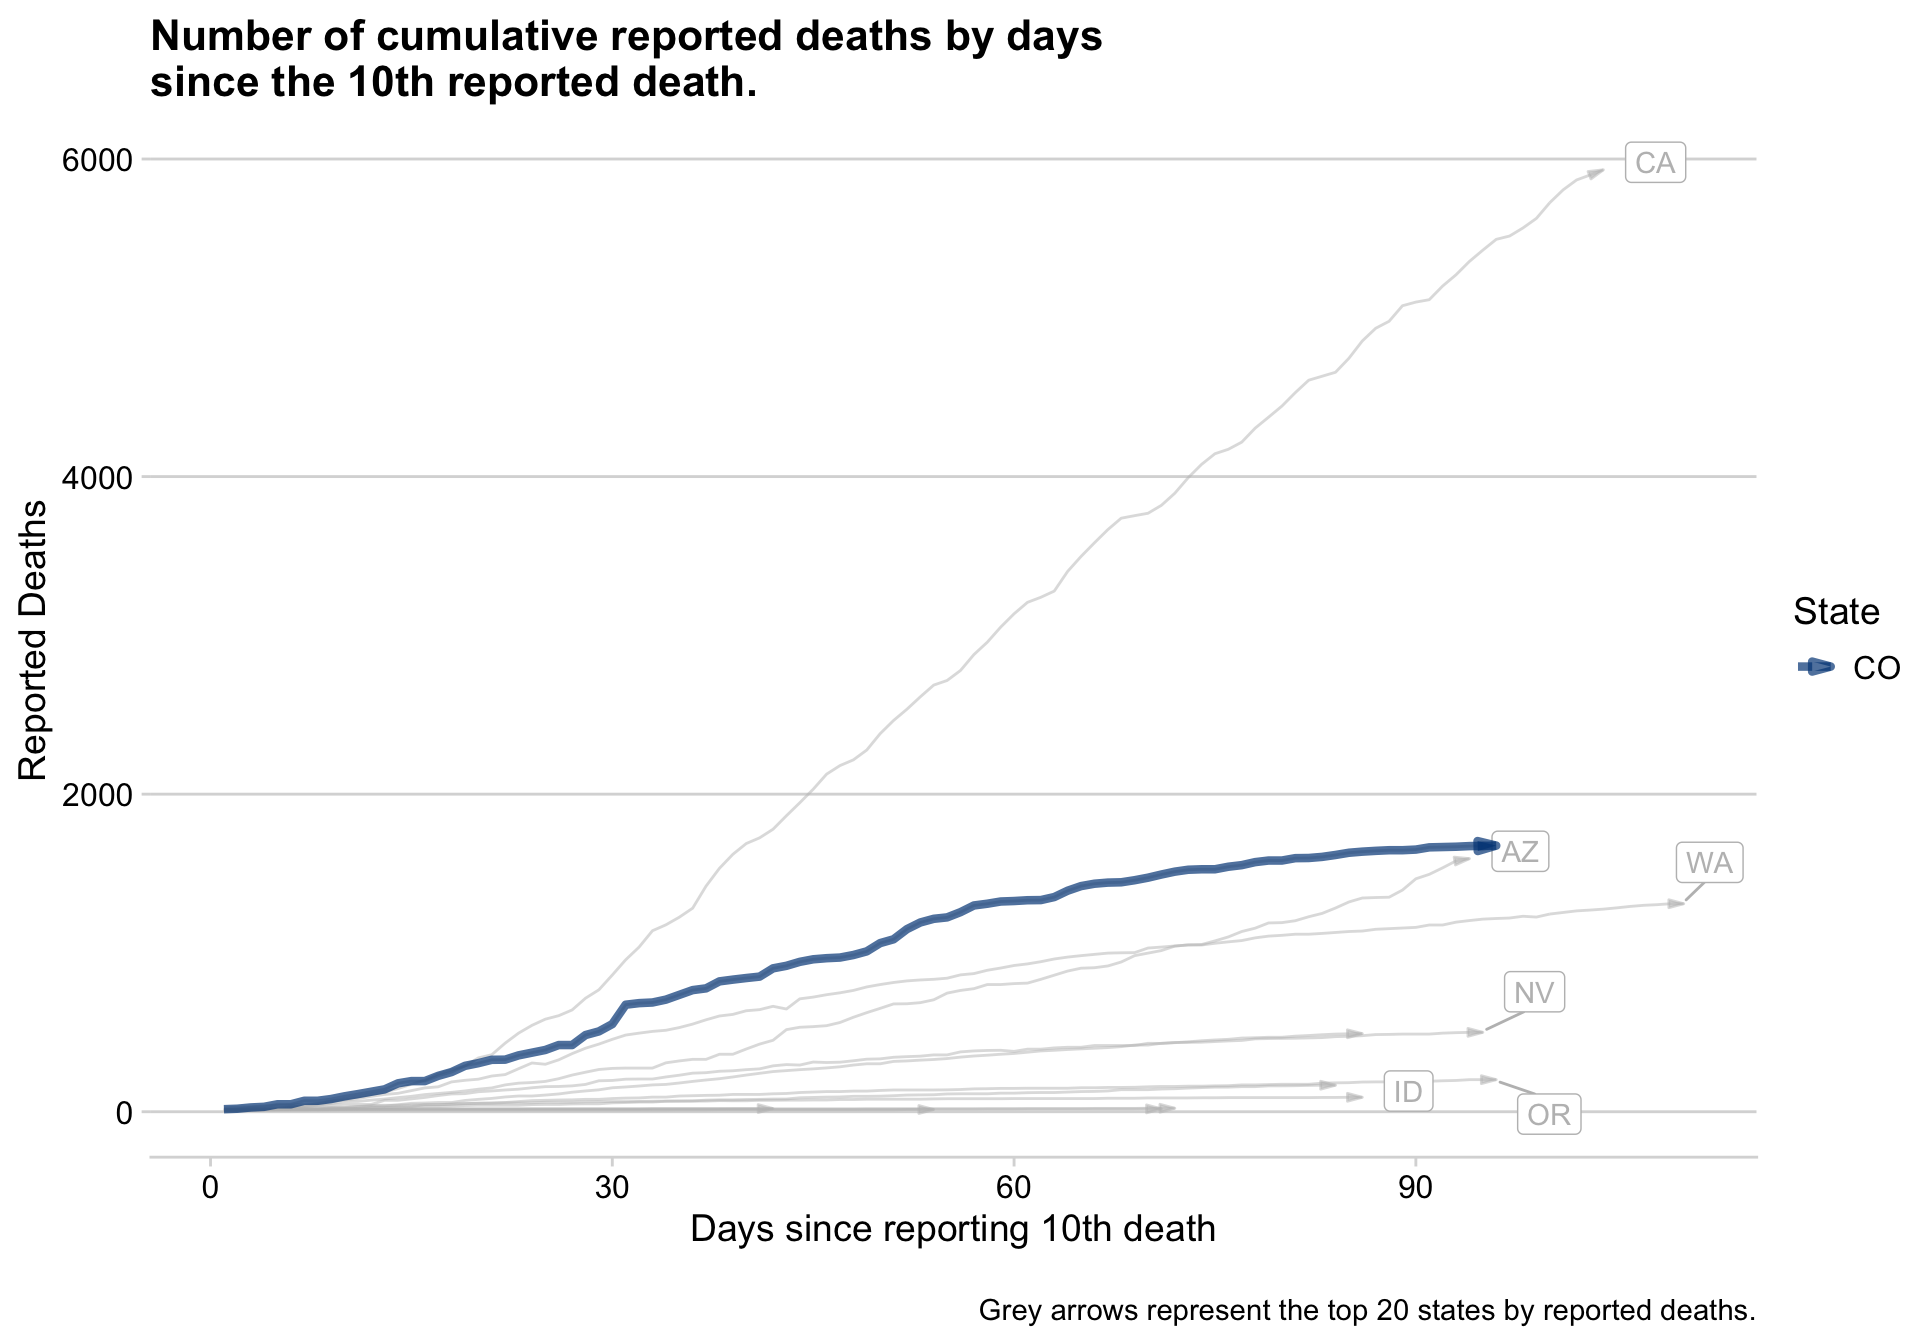 Number of cumulative reported deaths by days
since the 10th reported death.
6000
4000
2000
0
Reported Deaths
CA
AZ
WA
NV
ID
OR
State
CO
0
30
60
90
Days since reporting 10th death
Grey arrows represent the top 20 states by reported deaths.